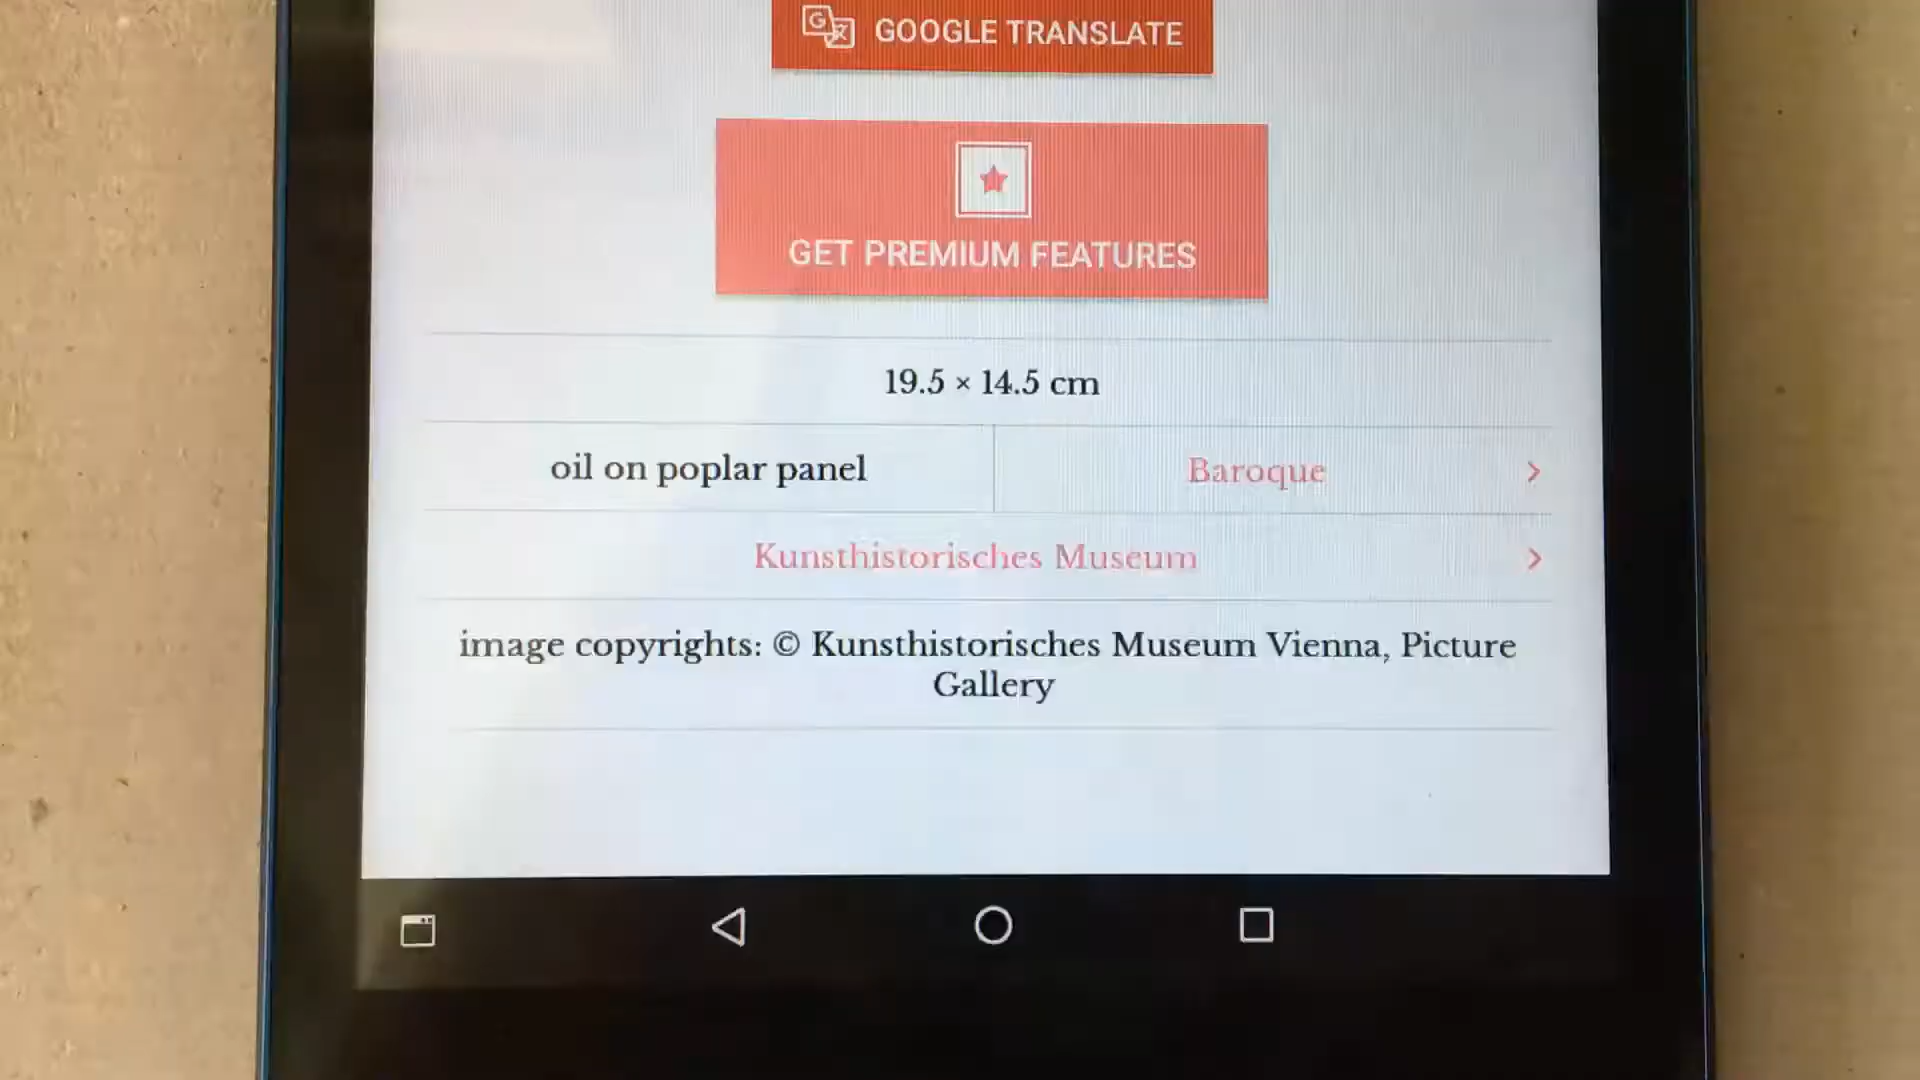 GOOGLE TRANSLATE
GET PREMIUM FEATURES
19.5 × 14.5 cm
oil on poplar panel
Baroque
Kunsthistorisches Museum
image copyrights: © Kunsthistorisches Museum Vienna, Picture
Gallery